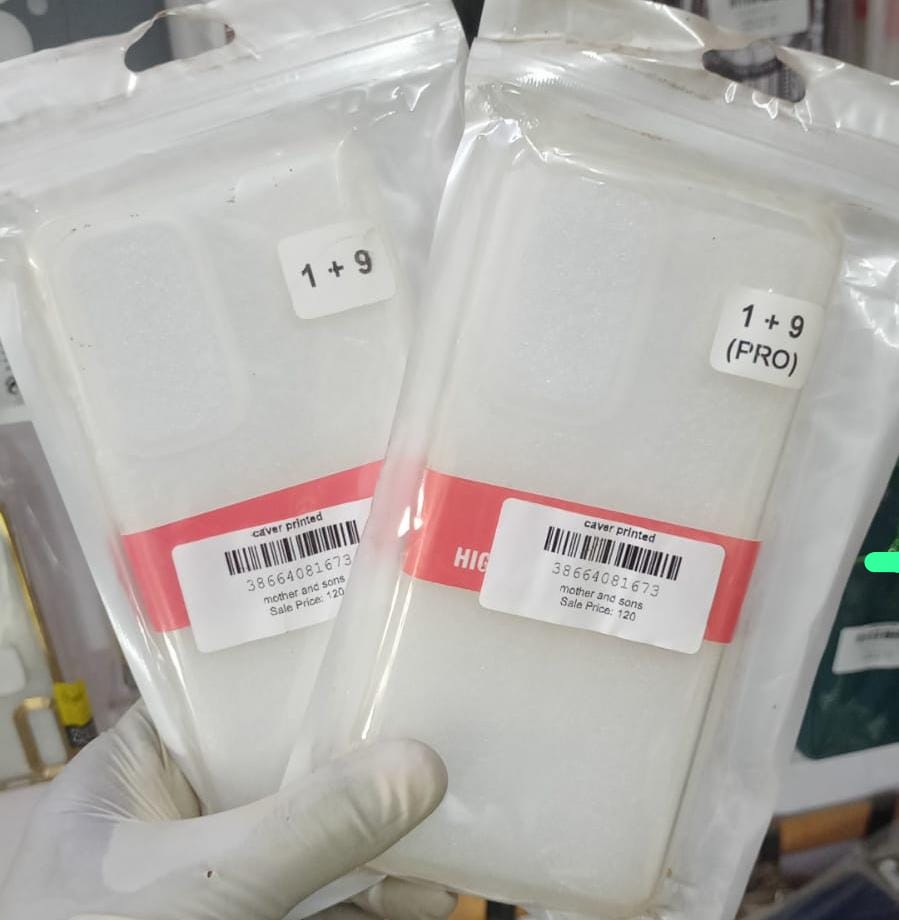 1 + 9
caver printed
38664081673
mother and sons
Sale Price: 120
1 + 9
(PRO)
HIG
caver printed
38664081673
mother and sons
Sale Price: 120